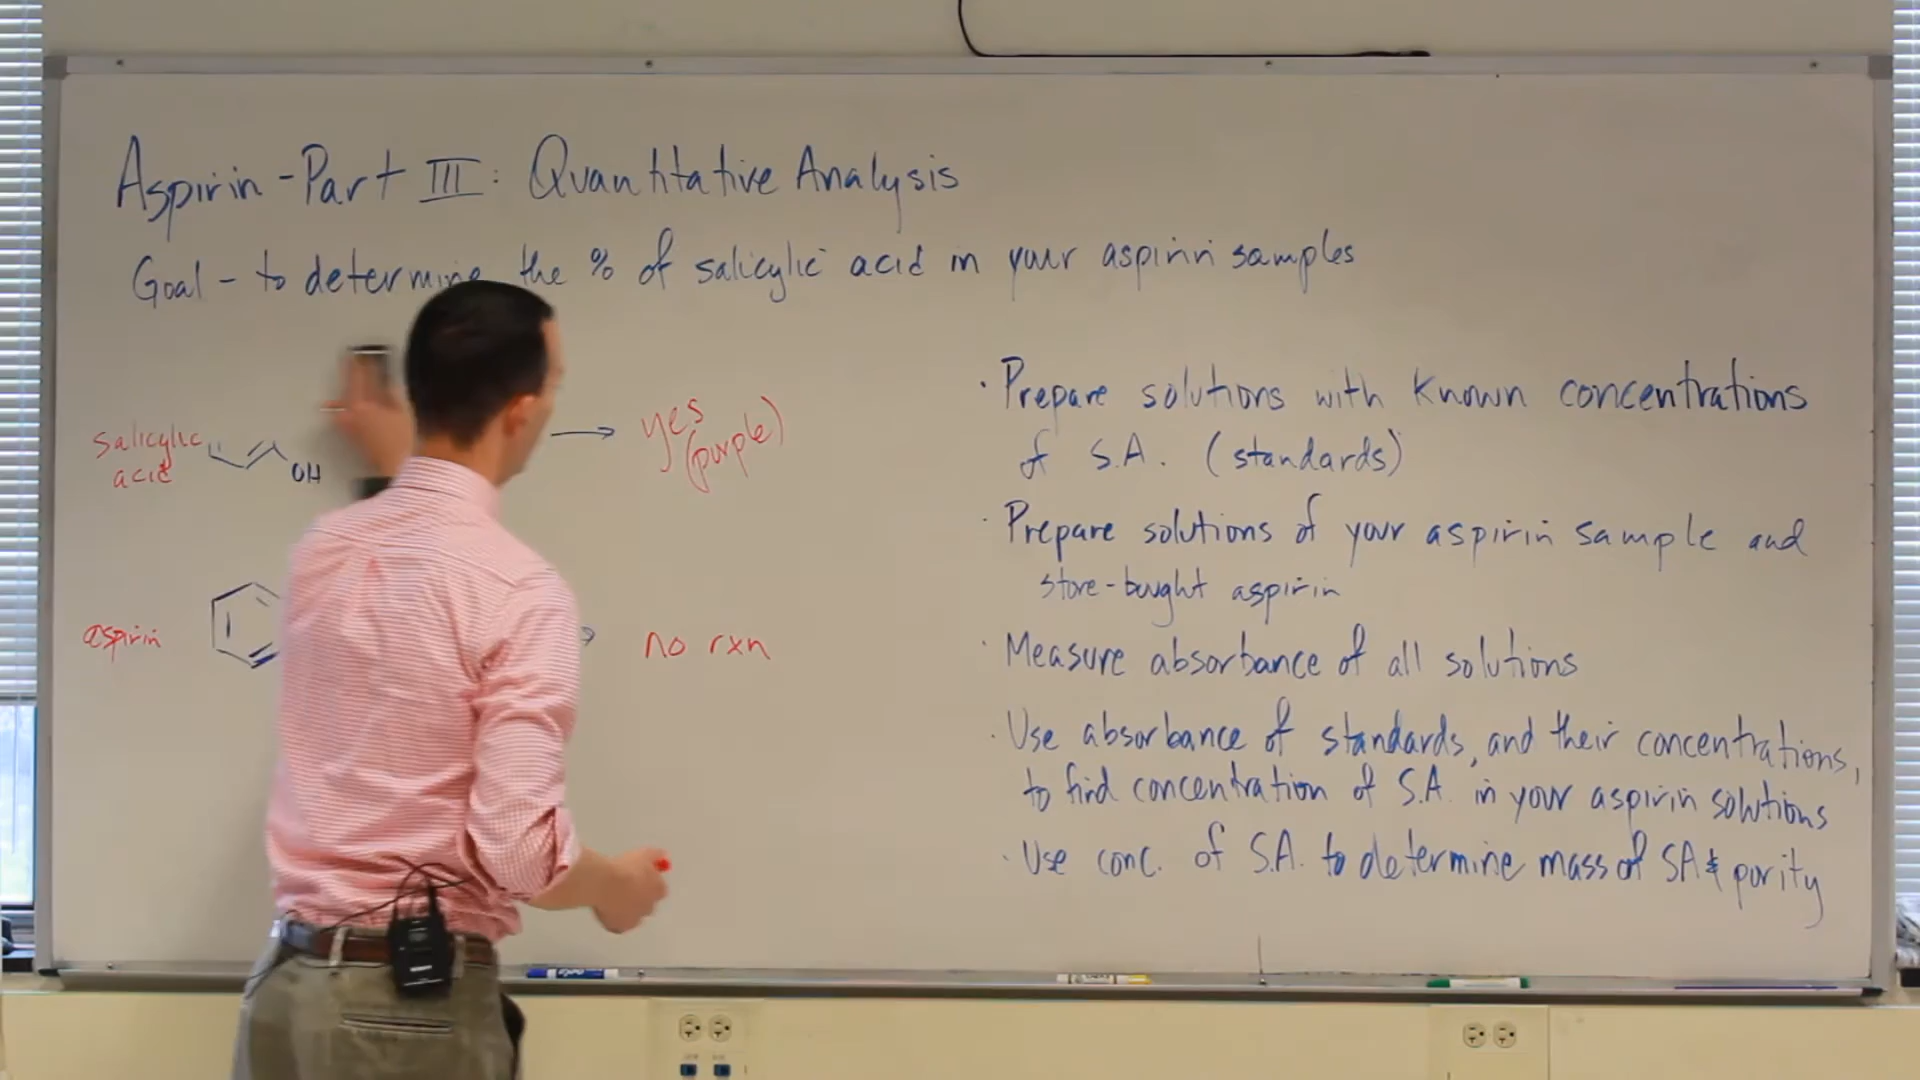 Aspirin - Part III: Quantitative Analysis
Goal - to determine the % of salicylic acid in your aspirin samples
salicylic
acid
OH
→ yes
(purple)
aspirin
no rxn
· Prepare solutions with known concentrations
of S.A. (standards)
· Prepare solutions of your aspirin sample and
store-bought aspirin
· Measure absorbance of all solutions
· Use absorbance of standards, and their concentrations,
to find concentration of S.A. in your aspirin solutions
· Use conc. of S.A. to determine mass of SA & purity